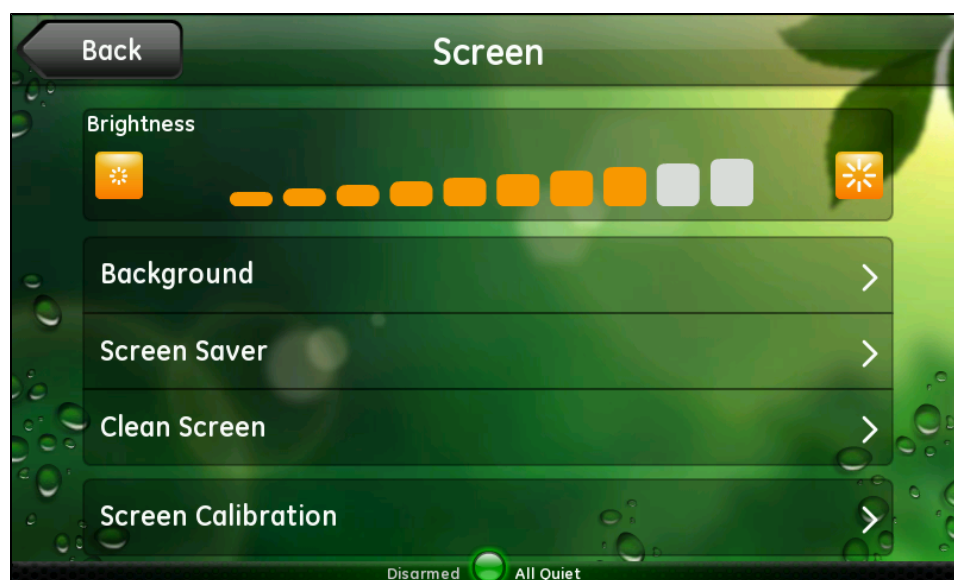 Back
Screen
Brightness
Background
Screen Saver
Clean Screen
Screen Calibration
Disarmed All Quiet